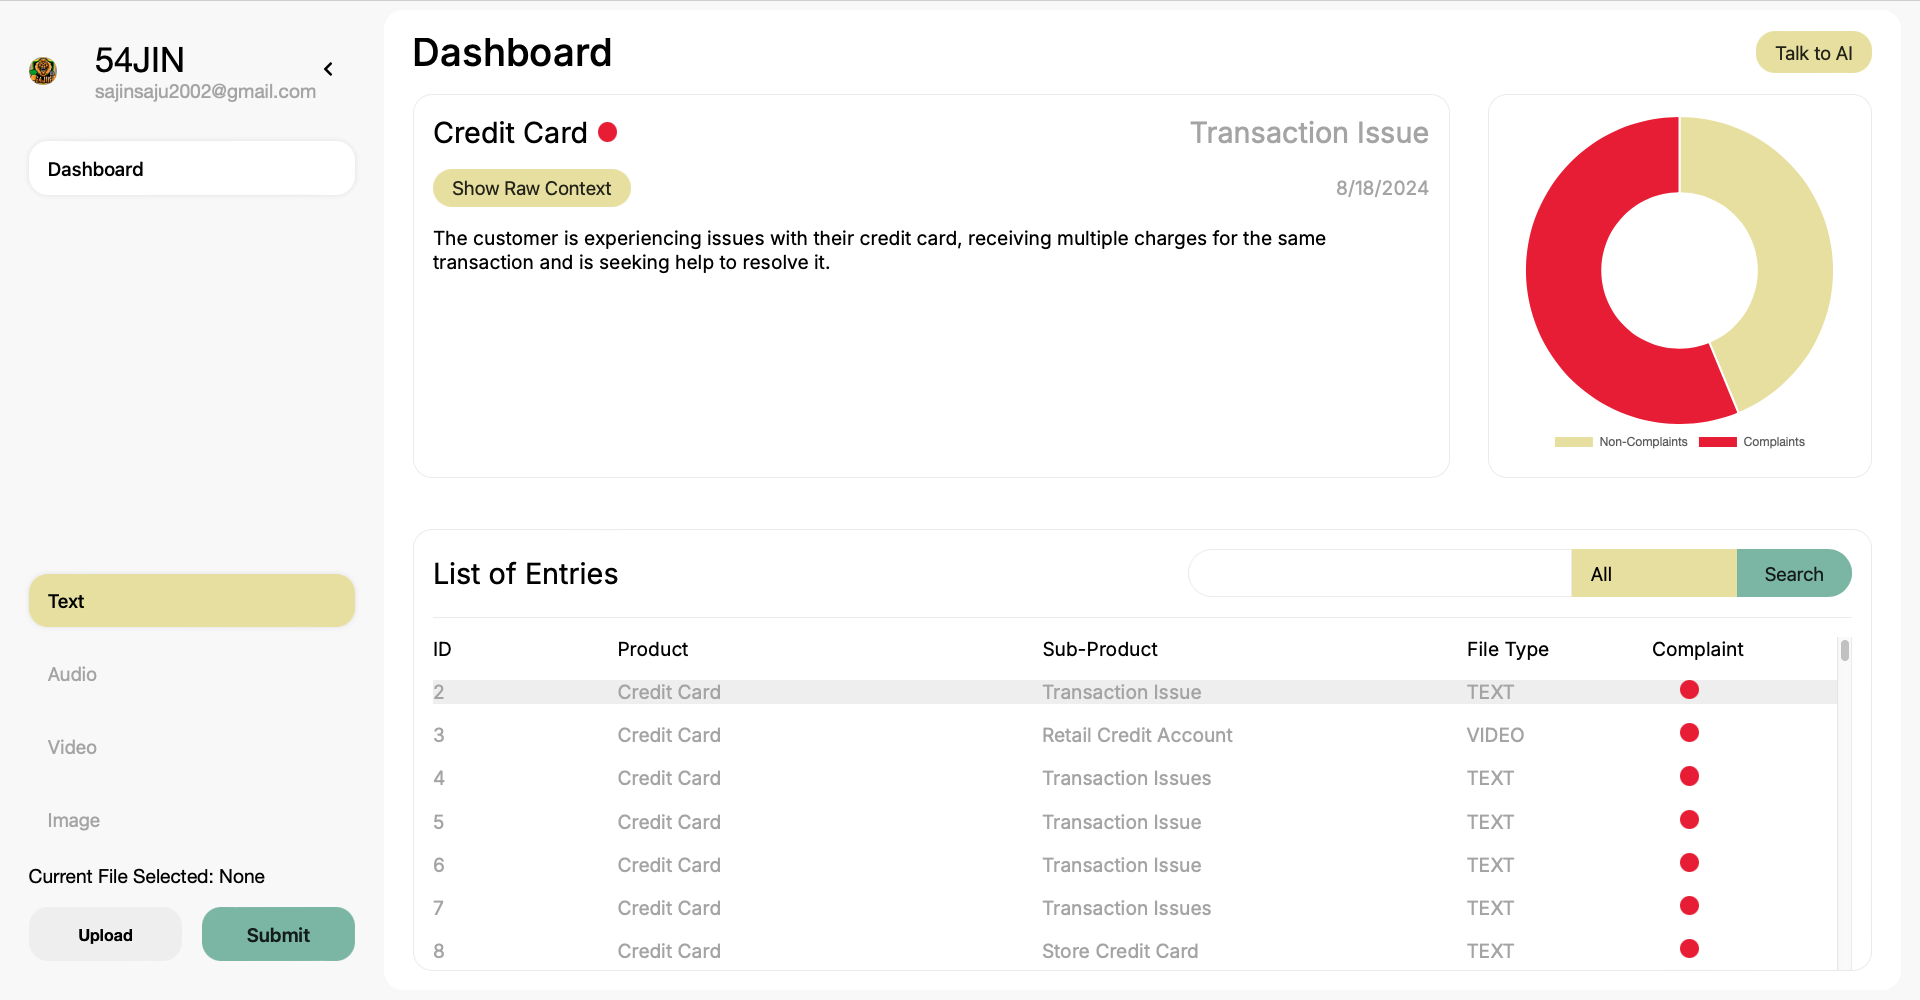 54JIN
sajinsaju2002@gmail.com
Dashboard
Text
Audio
Video
Image
Current File Selected: None
Upload Submit
Dashboard
Talk to AI
Credit Card Transaction Issue
Show Raw Context 8/18/2024
The customer is experiencing issues with their credit card, receiving multiple charges for the same
transaction and is seeking help to resolve it.
Non-Complaints Complaints
List of Entries All Search
ID Product Sub-Product File Type Complaint
2 Credit Card Transaction Issue TEXT
3 Credit Card Retail Credit Account VIDEO
4 Credit Card Transaction Issues TEXT
5 Credit Card Transaction Issue TEXT
6 Credit Card Transaction Issue TEXT
7 Credit Card Transaction Issues TEXT
8 Credit Card Store Credit Card TEXT